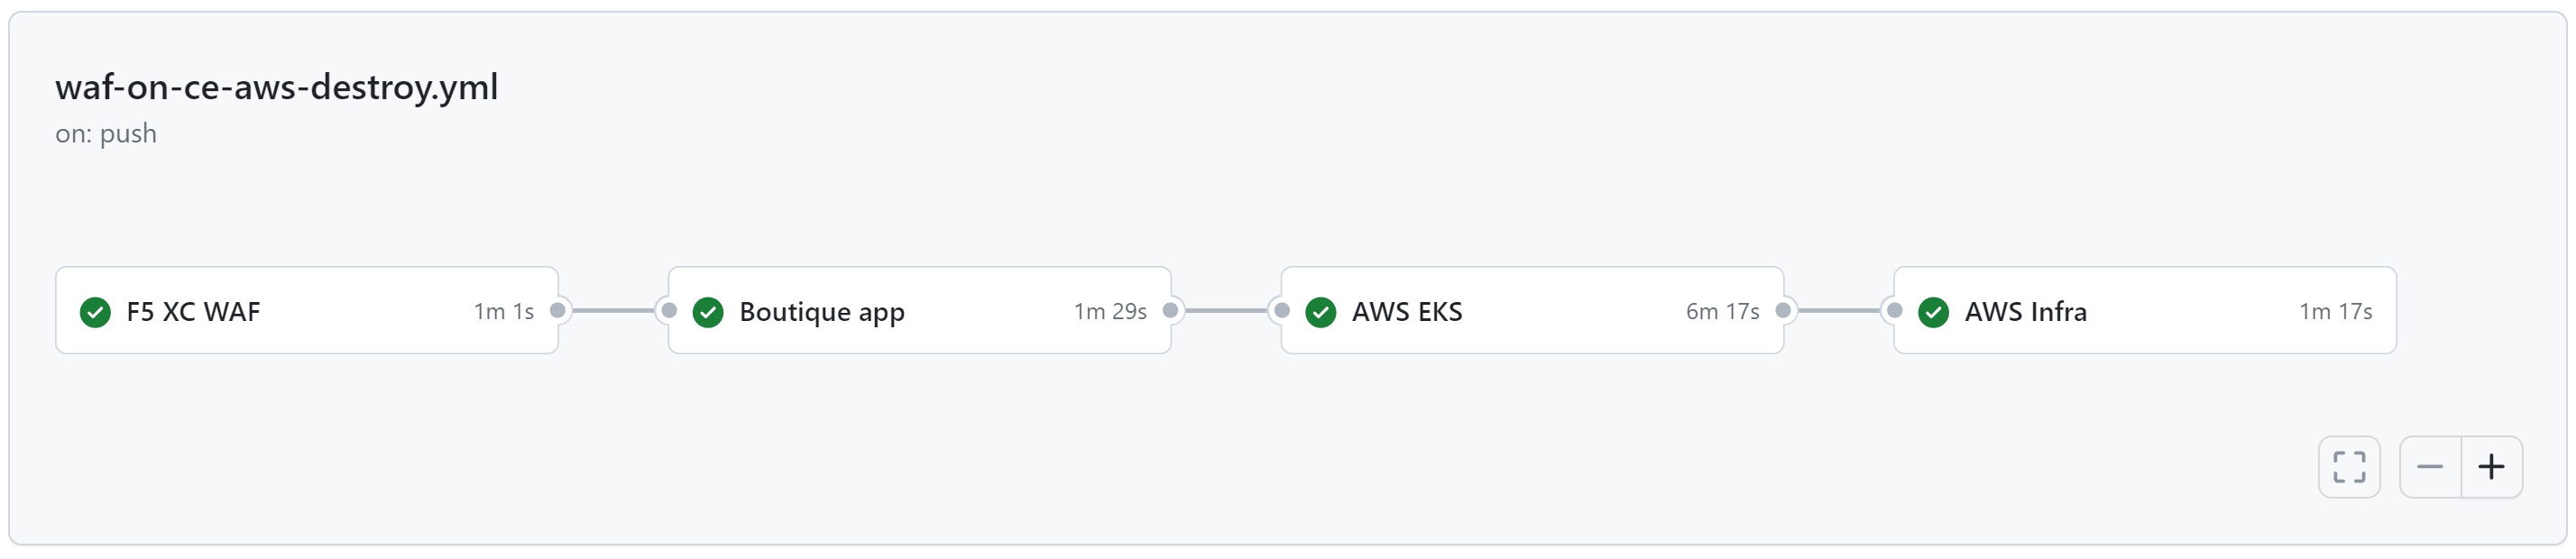 waf-on-ce-aws-destroy.yml
on: push
F5 XC WAF 1m 1s
Boutique app 1m 29s
AWS EKS 6m 17s
AWS Infra 1m 17s